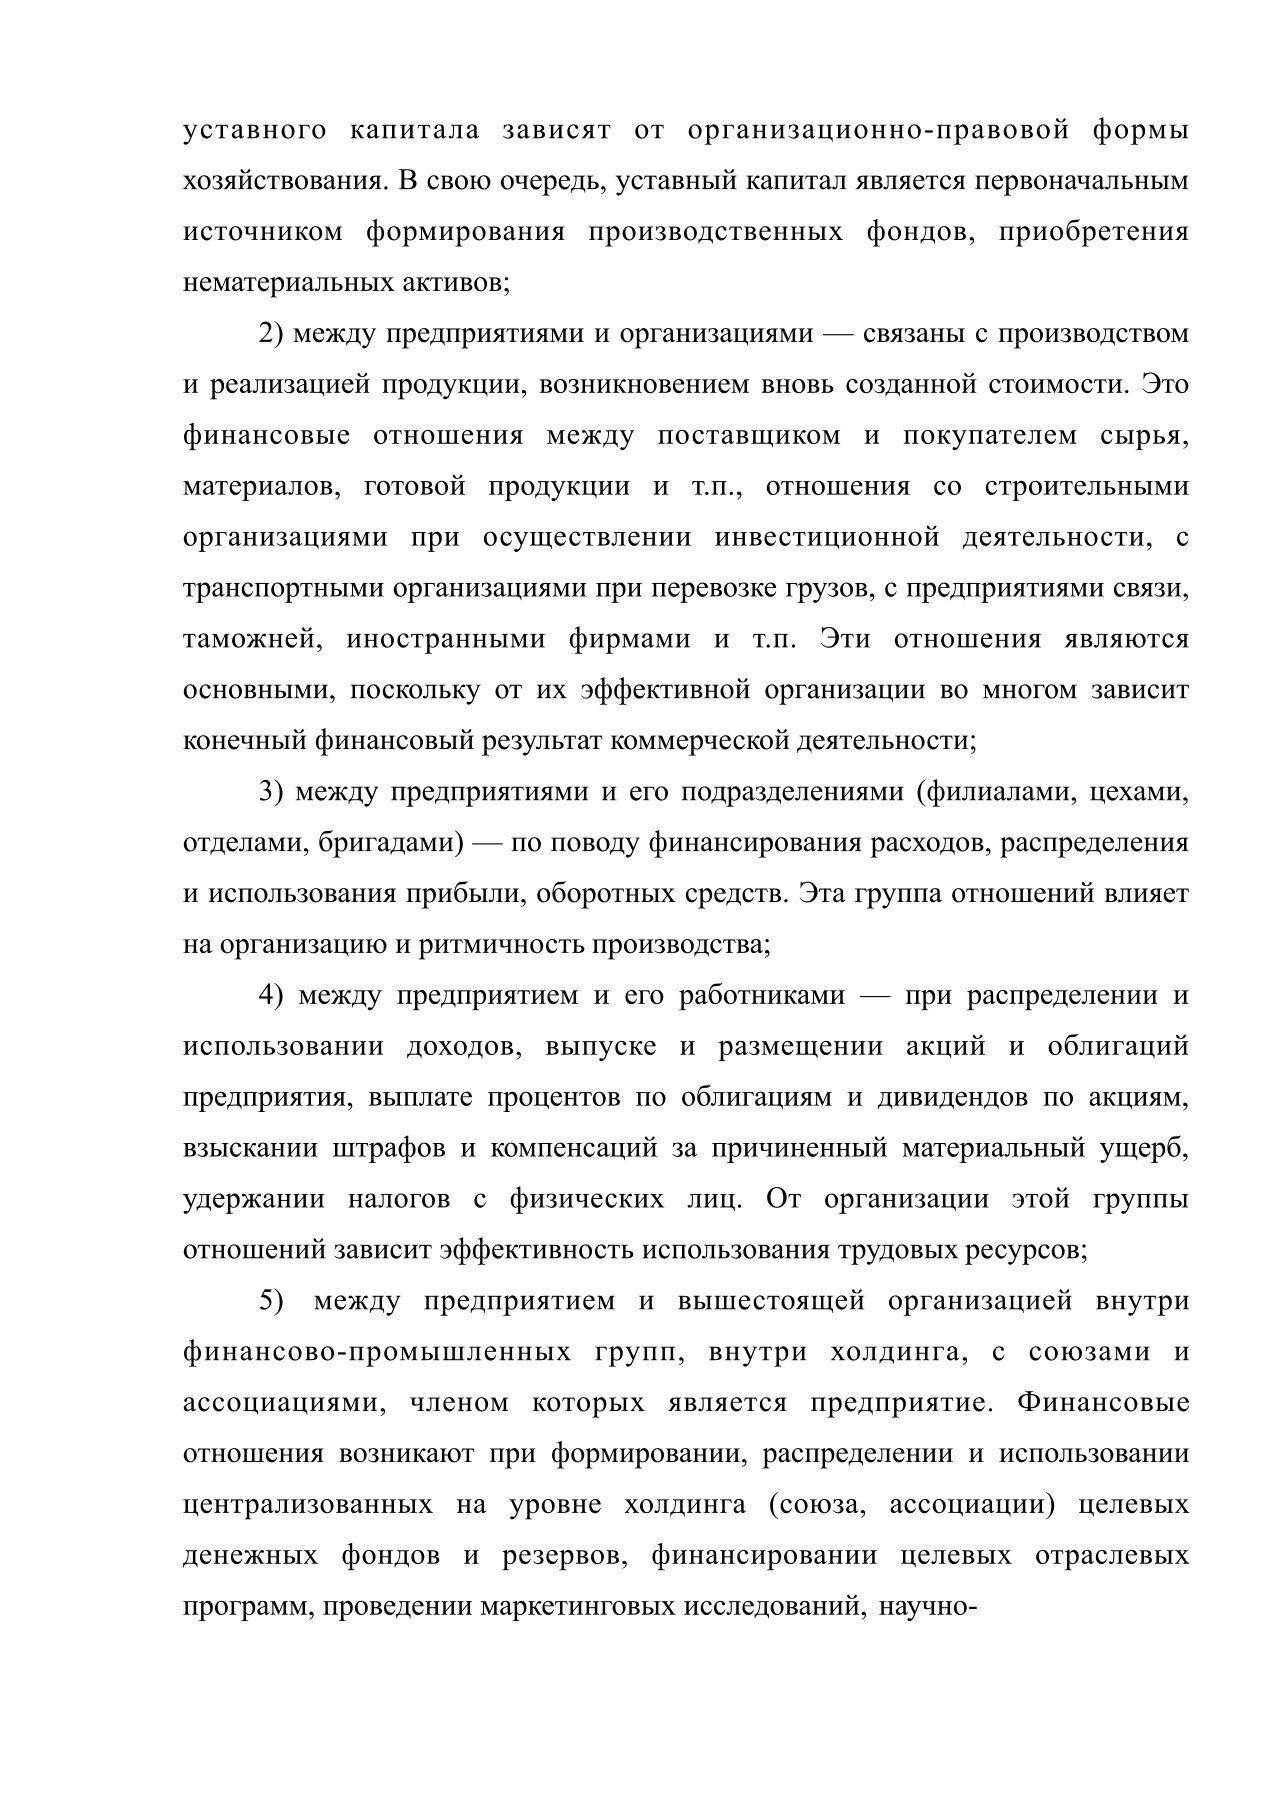 уставного капитала зависят от организационно-правовой формы
хозяйствования. В свою очередь, уставный капитал является первоначальным
источником формирования производственных фондов, приобретения
нематериальных активов;
2) между предприятиями и организациями — связаны с производством
и реализацией продукции, возникновением вновь созданной стоимости. Это
финансовые отношения между поставщиком и покупателем сырья,
материалов, готовой продукции и т.п., отношения со строительными
организациями при осуществлении инвестиционной деятельности, с
транспортными организациями при перевозке грузов, с предприятиями связи,
таможней, иностранными фирмами и т.п. Эти отношения являются
основными, поскольку от их эффективной организации во многом зависит
конечный финансовый результат коммерческой деятельности;
3) между предприятиями и его подразделениями (филиалами, цехами,
отделами, бригадами) — по поводу финансирования расходов, распределения
и использования прибыли, оборотных средств. Эта группа отношений влияет
на организацию и ритмичность производства;
4) между предприятием и его работниками — при распределении и
использовании доходов, выпуске и размещении акций и облигаций
предприятия, выплате процентов по облигациям и дивидендов по акциям,
взыскании штрафов и компенсаций за причиненный материальный ущерб,
удержании налогов с физических лиц. От организации этой группы
отношений зависит эффективность использования трудовых ресурсов;
5) между предприятием и вышестоящей организацией внутри
финансово-промышленных групп, внутри холдинга, с союзами и
ассоциациями, членом которых является предприятие. Финансовые
отношения возникают при формировании, распределении и использовании
централизованных на уровне холдинга (союза, ассоциации) целевых
денежных фондов и резервов, финансировании целевых отраслевых
программ, проведении маркетинговых исследований, научно-